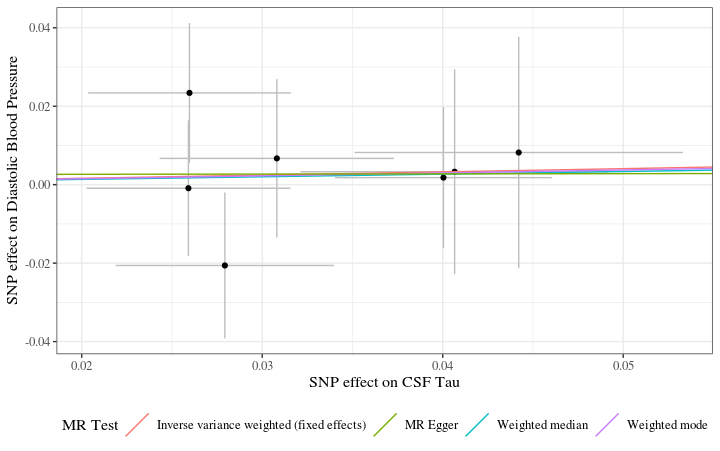 0.04
0.02
0.00
-0.02
-0.04
SNP effect on Diastolic Blood Pressure
0.02 0.03 0.04 0.05
SNP effect on CSF Tau
MR Test Inverse variance weighted (fixed effects) MR Egger Weighted median Weighted mode